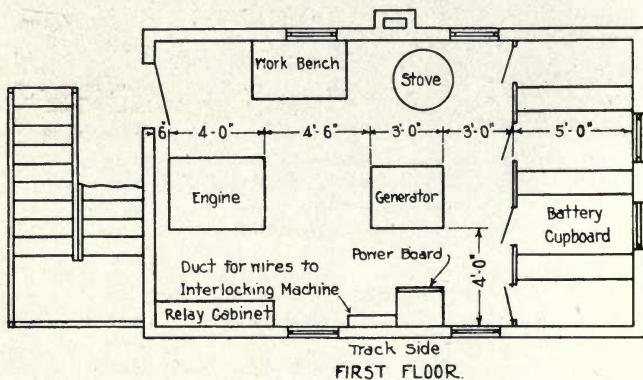 Work Bench
Stove
6" 4'-0" 4'-6" 3'-0" 3'-0" 5'-0"
Engine
Generator
Battery
Cupboard
Duct for wires to
Interlocking Machine
Power Board
4'-0"
Relay Cabinet
Track Side
FIRST FLOOR.